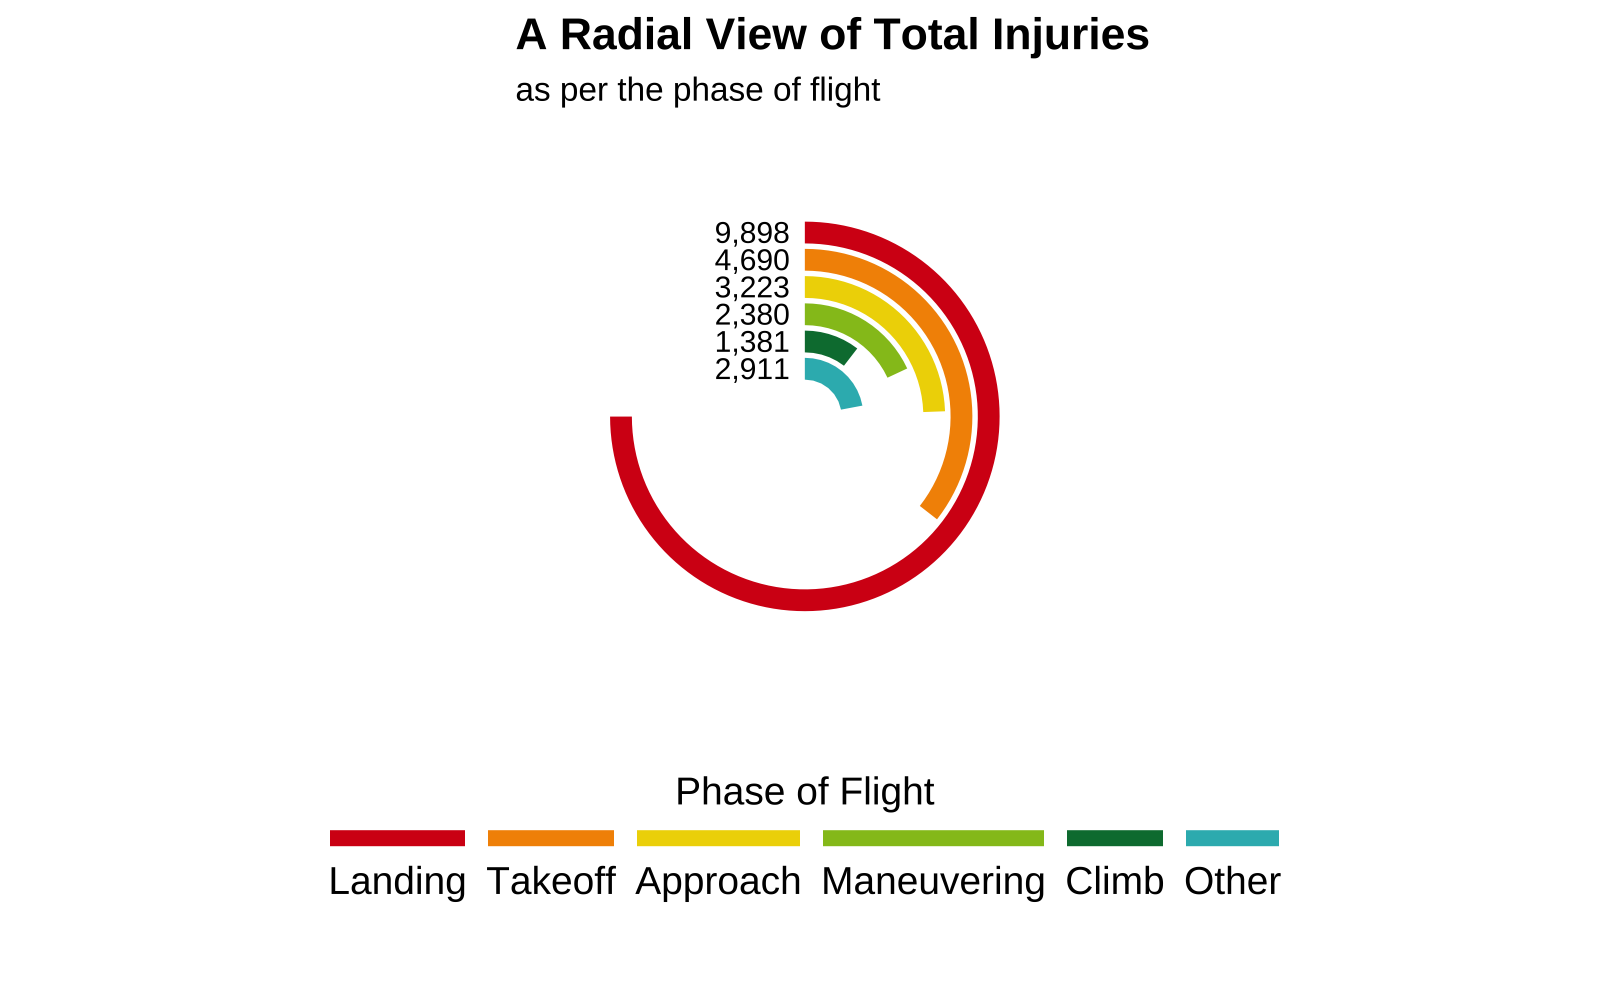 A Radial View of Total Injuries
as per the phase of flight
9,898
4,690
3,223
2,380
1,381
2,911
Phase of Flight
Landing Takeoff Approach Maneuvering Climb Other